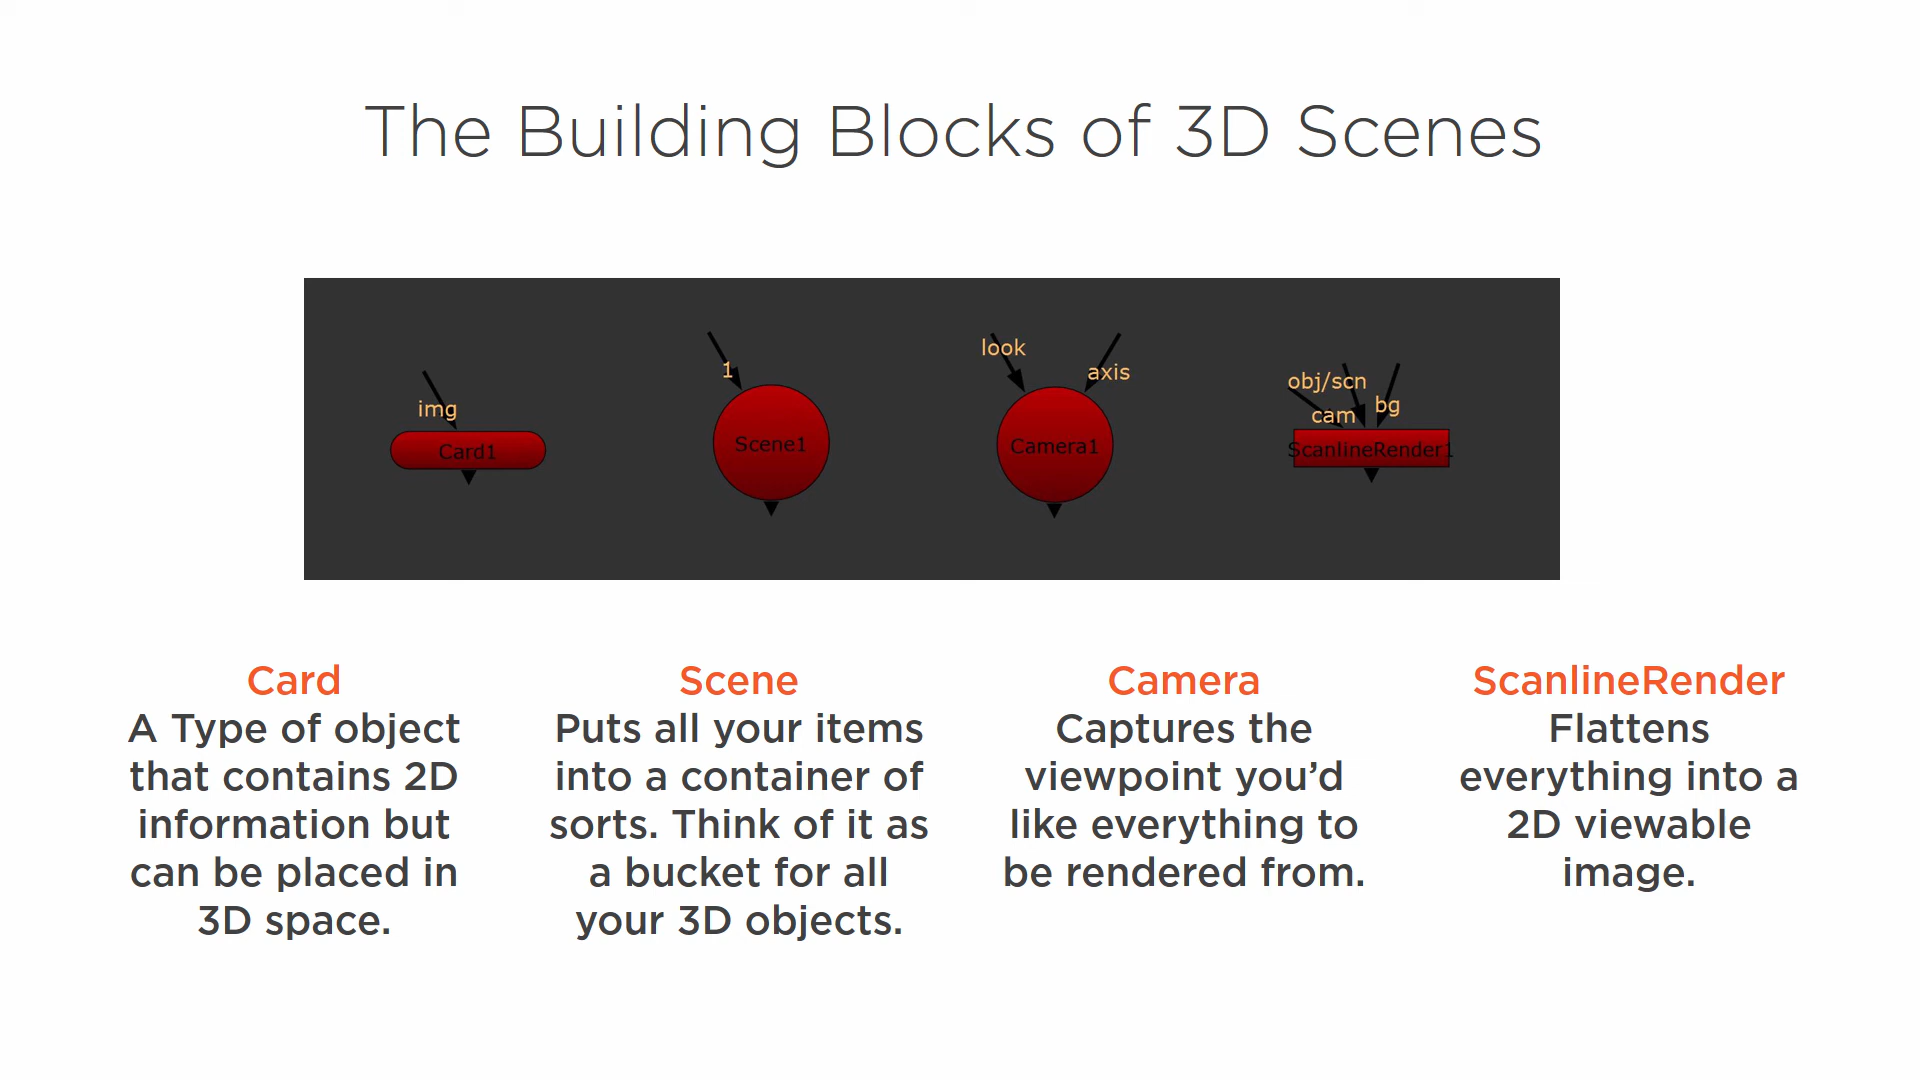 The Building Blocks of 3D Scenes
img
Card1
1
Scene1
look
axis
Camera1
obj/scn
cam
bg
ScanlineRender1
Card
A Type of object
that contains 2D
information but
can be placed in
3D space.
Scene
Puts all your items
into a container of
sorts. Think of it as
a bucket for all
your 3D objects.
Camera
Captures the
viewpoint you’d
like everything to
be rendered from.
ScanlineRender
Flattens
everything into a
2D viewable
image.